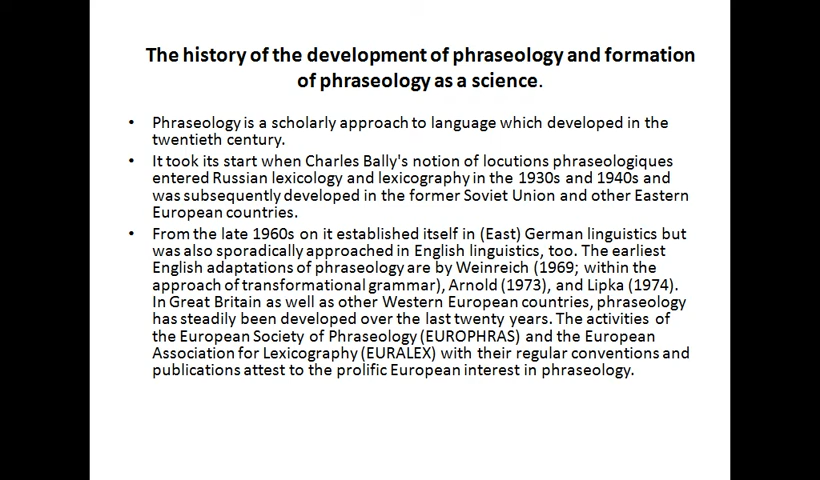 The history of the development of phraseology and formation
of phraseology as a science.
• Phraseology is a scholarly approach to language which developed in the
twentieth century.
• It took its start when Charles Bally's notion of locutions phraseologiques
entered Russian lexicology and lexicography in the 1930s and 1940s and
was subsequently developed in the former Soviet Union and other Eastern
European countries.
• From the late 1960s on it established itself in (East) German linguistics but
was also sporadically approached in English linguistics, too. The earliest
English adaptations of phraseology are by Weinreich (1969; within the
approach of transformational grammar), Arnold (1973), and Lipka (1974).
In Great Britain as well as other Western European countries, phraseology
has steadily been developed over the last twenty years. The activities of
the European Society of Phraseology (EUROPHRAS) and the European
Association for Lexicography (EURALEX) with their regular conventions and
publications attest to the prolific European interest in phraseology.